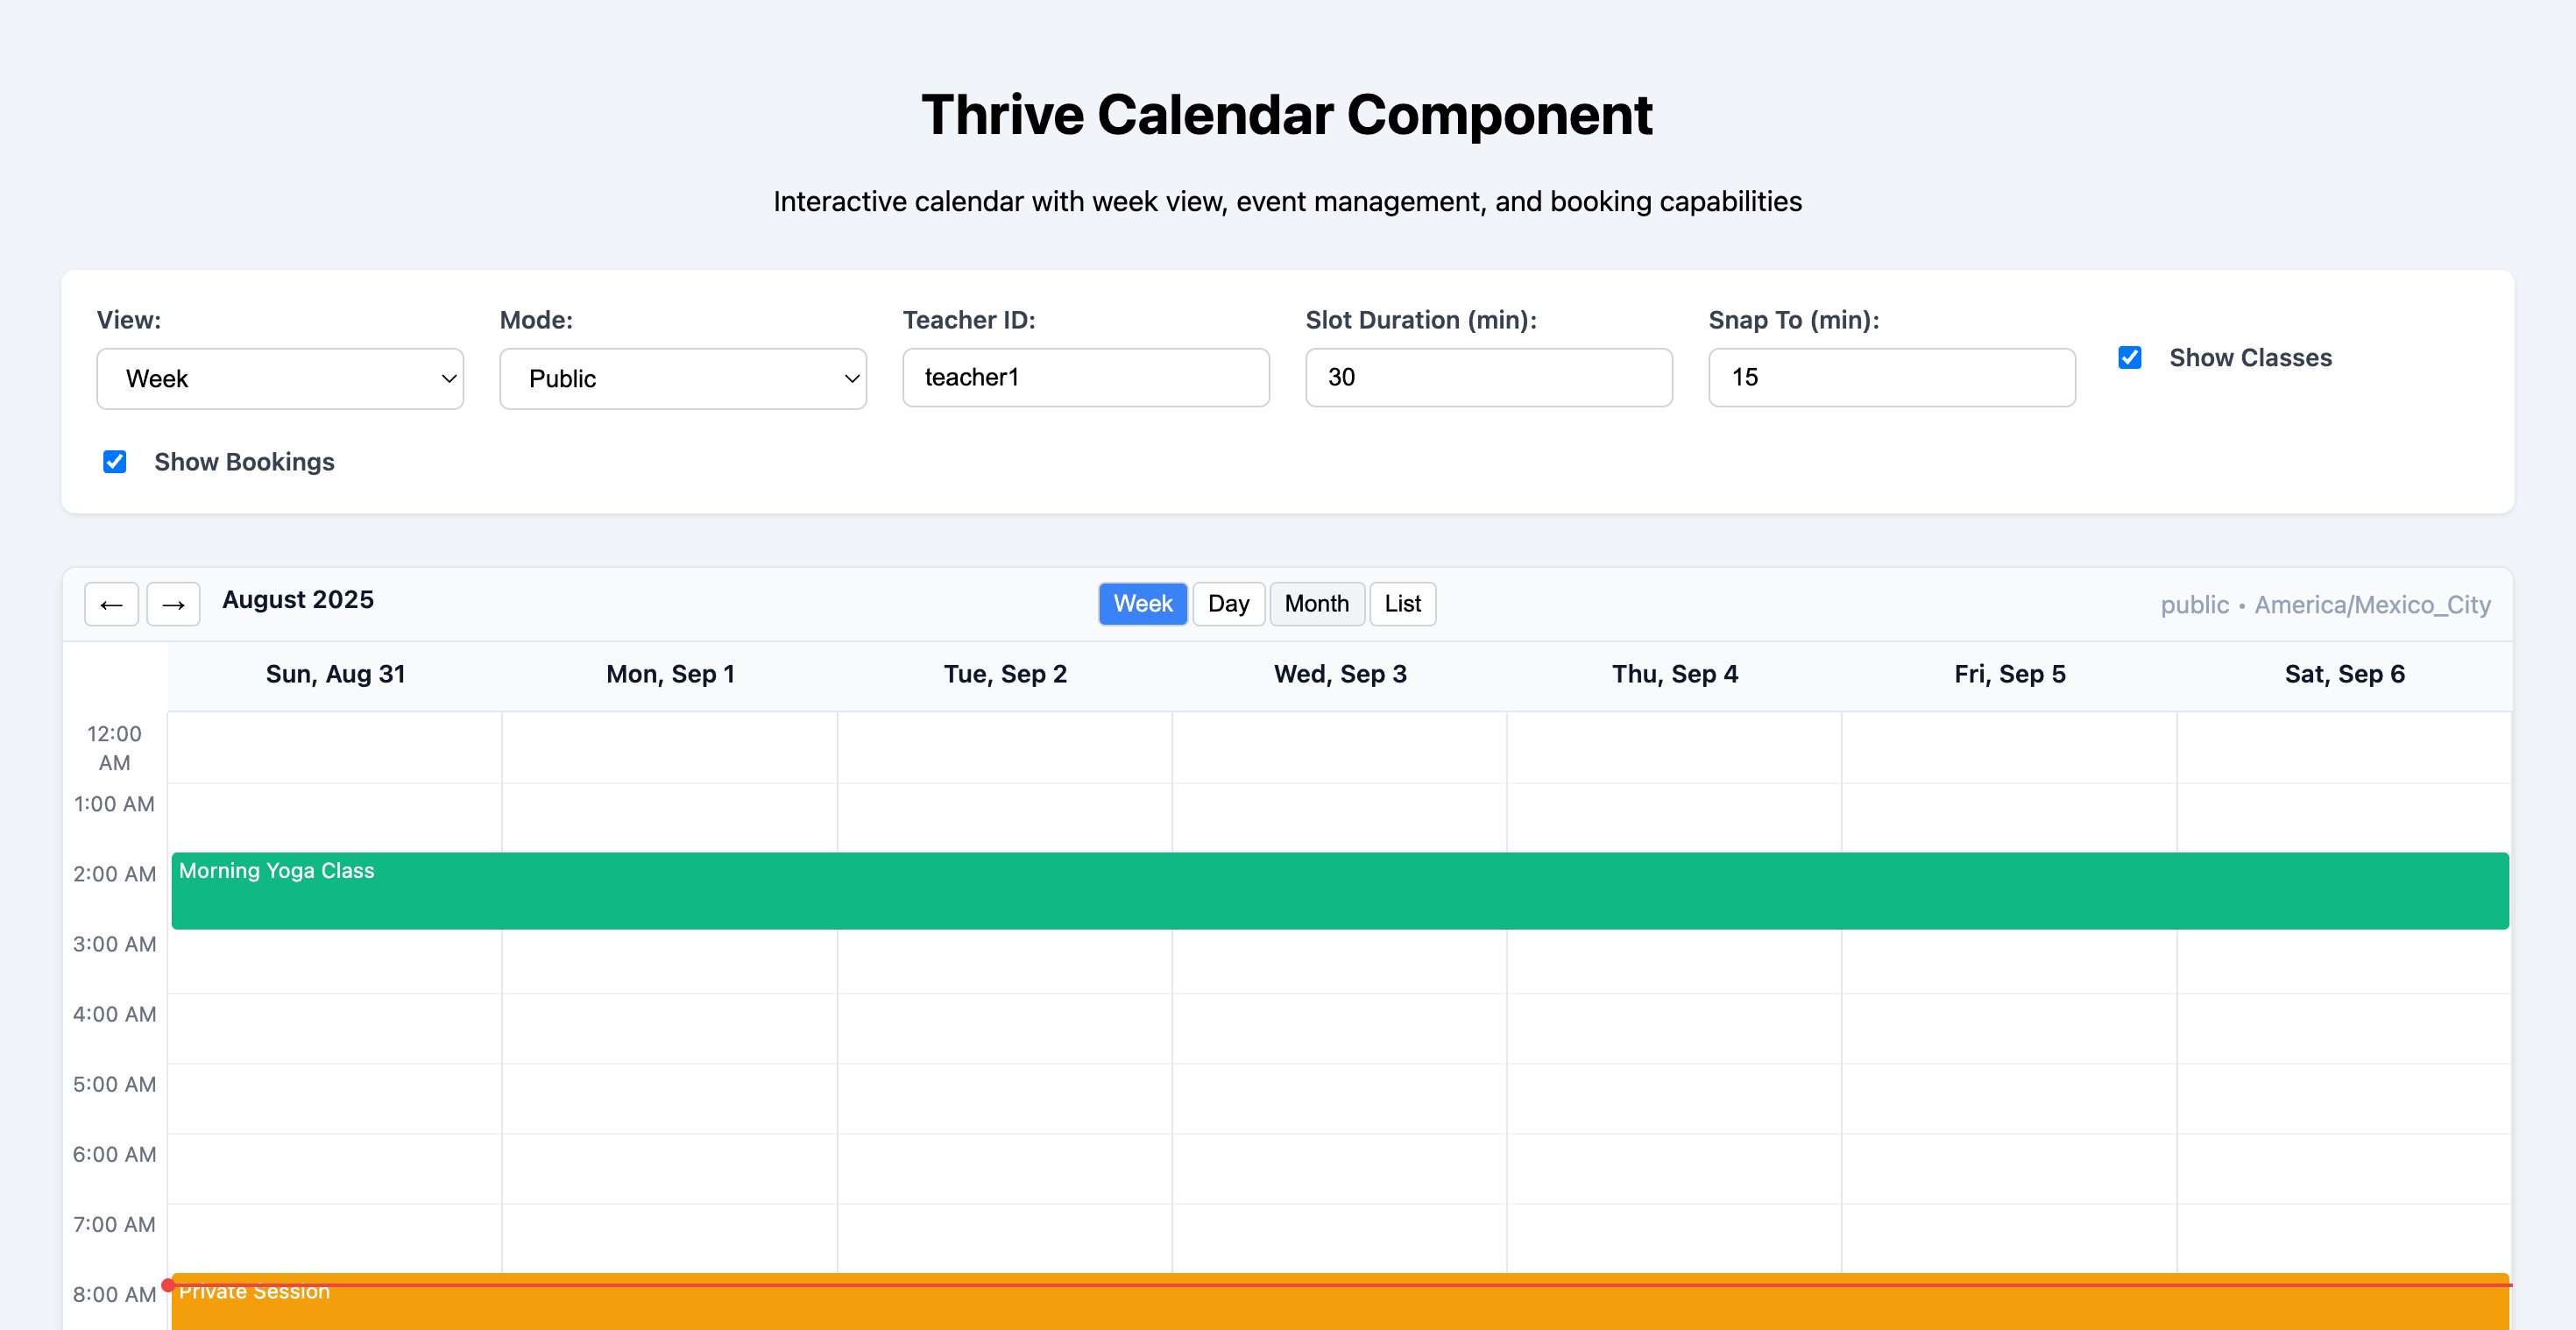 Thrive Calendar Component
Interactive calendar with week view, event management, and booking capabilities
View:
Mode:
Teacher ID:
Slot Duration (min):
Snap To (min):
Week
Public
teacher1
30
15
Show Classes
Show Bookings
← → August 2025
Week Day Month List
public • America/Mexico_City
Sun, Aug 31
Mon, Sep 1
Tue, Sep 2
Wed, Sep 3
Thu, Sep 4
Fri, Sep 5
Sat, Sep 6
12:00
AM
1:00 AM
2:00 AM
Morning Yoga Class
3:00 AM
4:00 AM
5:00 AM
6:00 AM
7:00 AM
8:00 AM
Private Session